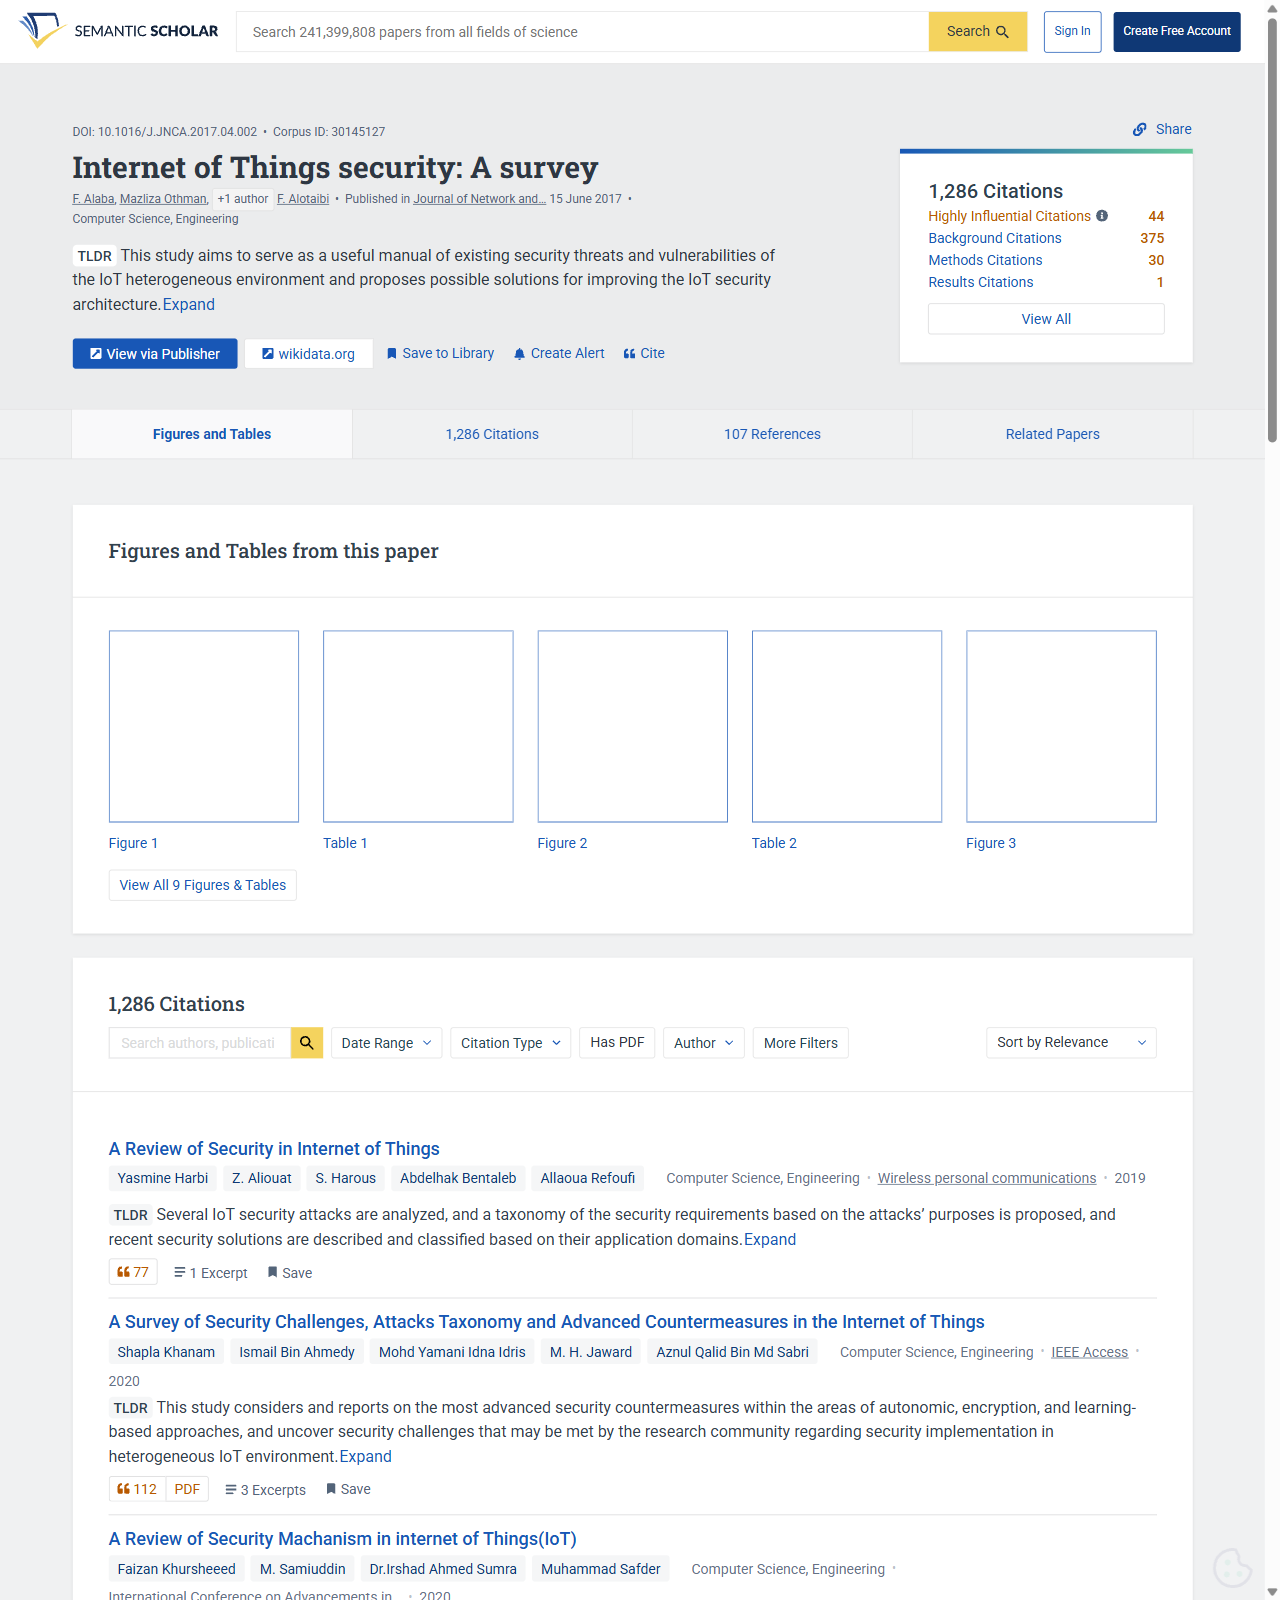 SEMANTIC SCHOLAR
Search 241,399,808 papers from all fields of science
Search
Sign In
Create Free Account
DOI: 10.1016/J.JNCA.2017.04.002 • Corpus ID: 30145127
Share
Internet of Things security: A survey
F. Alaba, Mazliza Othman, +1 author F. Alotaibi • Published in Journal of Network and… 15 June 2017 •
Computer Science, Engineering
TLDR This study aims to serve as a useful manual of existing security threats and vulnerabilities of
the IoT heterogeneous environment and proposes possible solutions for improving the IoT security
architecture. Expand
View via Publisher
wikidata.org
Save to Library
Create Alert
Cite
1,286 Citations
Highly Influential Citations 44
Background Citations 375
Methods Citations 30
Results Citations 1
View All
Figures and Tables
1,286 Citations
107 References
Related Papers
Figures and Tables from this paper
Figure 1
Table 1
Figure 2
Table 2
Figure 3
View All 9 Figures & Tables
1,286 Citations
Search authors, publicati
Date Range
Citation Type
Has PDF
Author
More Filters
Sort by Relevance
A Review of Security in Internet of Things
Yasmine Harbi Z. Aliouat S. Harous Abdelhak Bentaleb Allaoua Refoufi Computer Science, Engineering • Wireless personal communications • 2019
TLDR Several IoT security attacks are analyzed, and a taxonomy of the security requirements based on the attacks’ purposes is proposed, and
recent security solutions are described and classified based on their application domains. Expand
77 1 Excerpt Save
A Survey of Security Challenges, Attacks Taxonomy and Advanced Countermeasures in the Internet of Things
Shapla Khanam Ismail Bin Ahmedy Mohd Yamani Idna Idris M. H. Jaward Aznul Qalid Bin Md Sabri Computer Science, Engineering • IEEE Access •
2020
TLDR This study considers and reports on the most advanced security countermeasures within the areas of autonomic, encryption, and learning-
based approaches, and uncover security challenges that may be met by the research community regarding security implementation in
heterogeneous IoT environment. Expand
112 PDF 3 Excerpts Save
A Review of Security Machanism in internet of Things(IoT)
Faizan Khursheeed M. Samiuddin Dr.Irshad Ahmed Sumra Muhammad Safder Computer Science, Engineering •
International Conference on Advancements in… • 2020